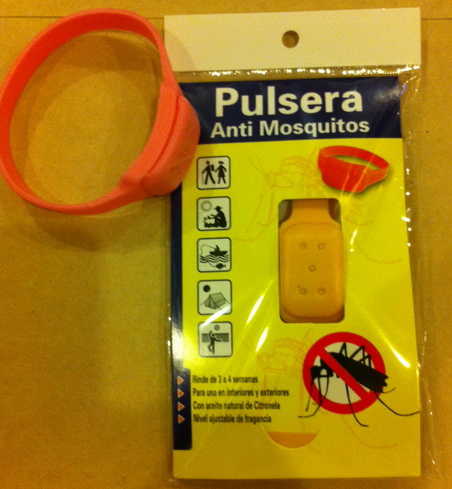 Pulsera
Anti Mosquitos
Rinde de 3 a 4 semanas
Para uso en interiores y exteriores
Con aceite natural de Citronela
Nivel ajustable de fragancia